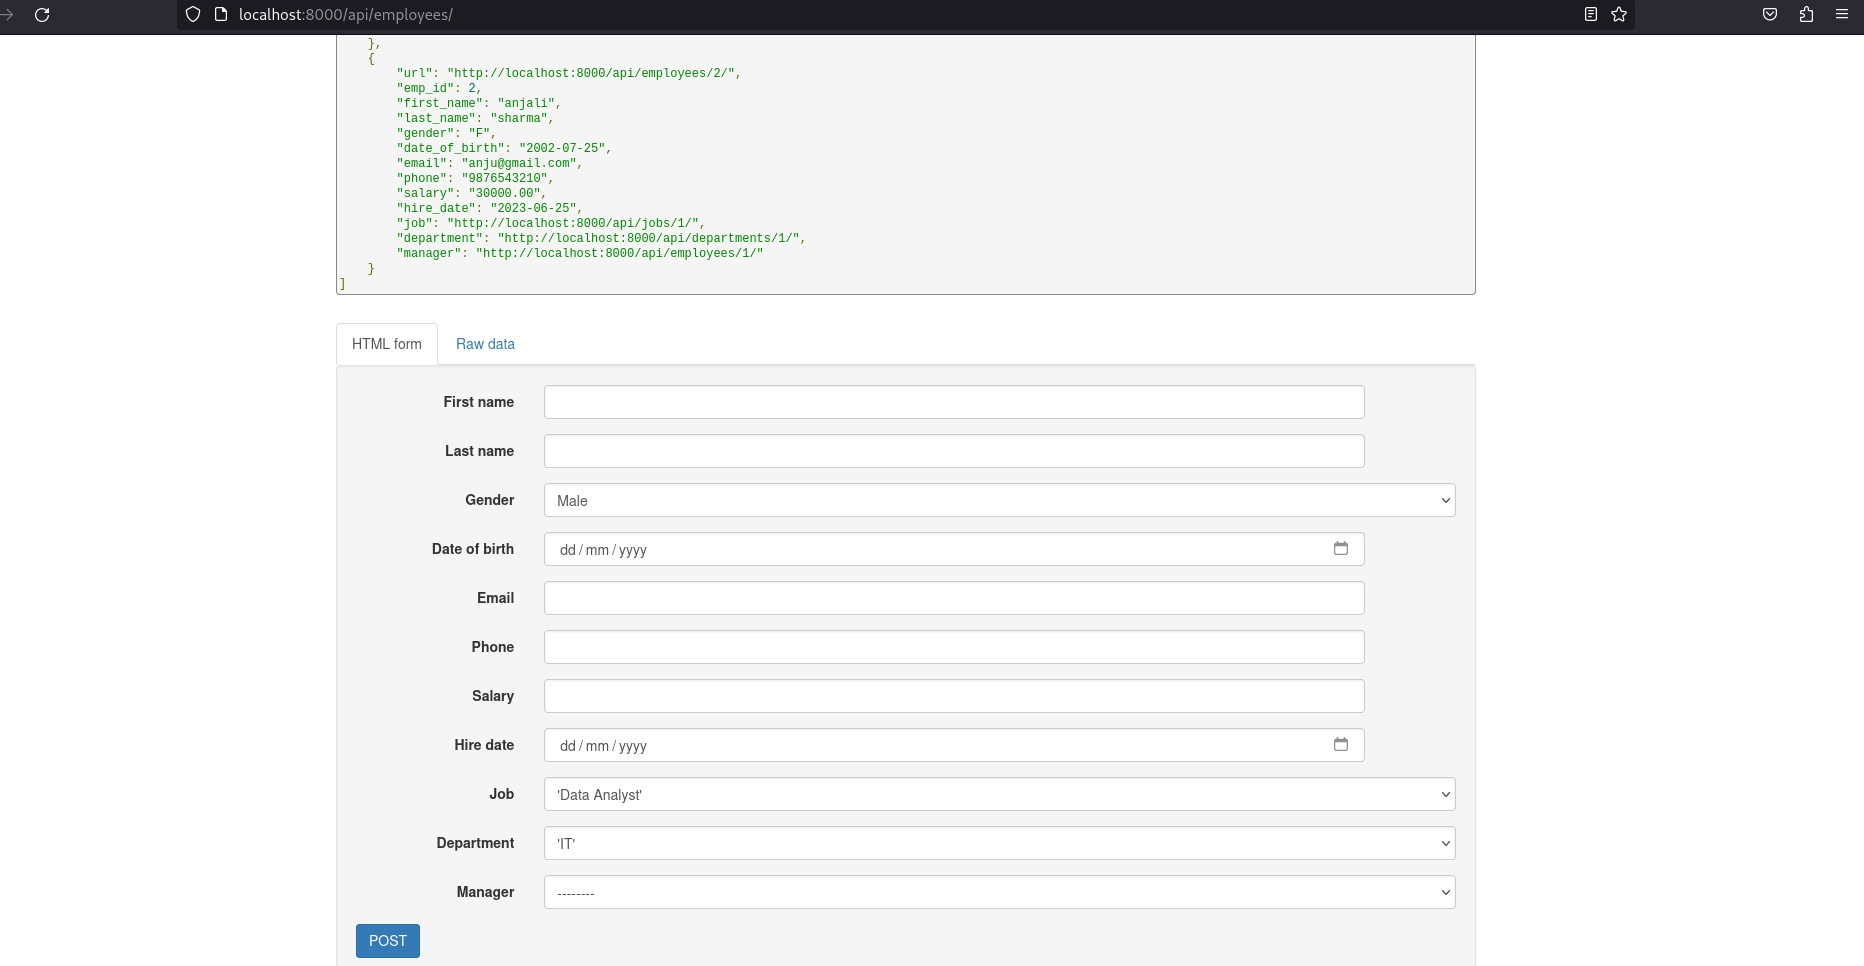 localhost:8000/api/employees/
},
{
"url": "http://localhost:8000/api/employees/2/",
"emp_id": 2,
"first_name": "anjali",
"last_name": "sharma",
"gender": "F",
"date_of_birth": "2002-07-25",
"email": "anju@gmail.com",
"phone": "9876543210",
"salary": "30000.00",
"hire_date": "2023-06-25",
"job": "http://localhost:8000/api/jobs/1/",
"department": "http://localhost:8000/api/departments/1/",
"manager": "http://localhost:8000/api/employees/1/"
}
]
HTML form Raw data
First name
Last name
Gender Male
Date of birth dd / mm / yyyy
Email
Phone
Salary
Hire date dd / mm / yyyy
Job 'Data Analyst'
Department 'IT'
Manager --------
POST